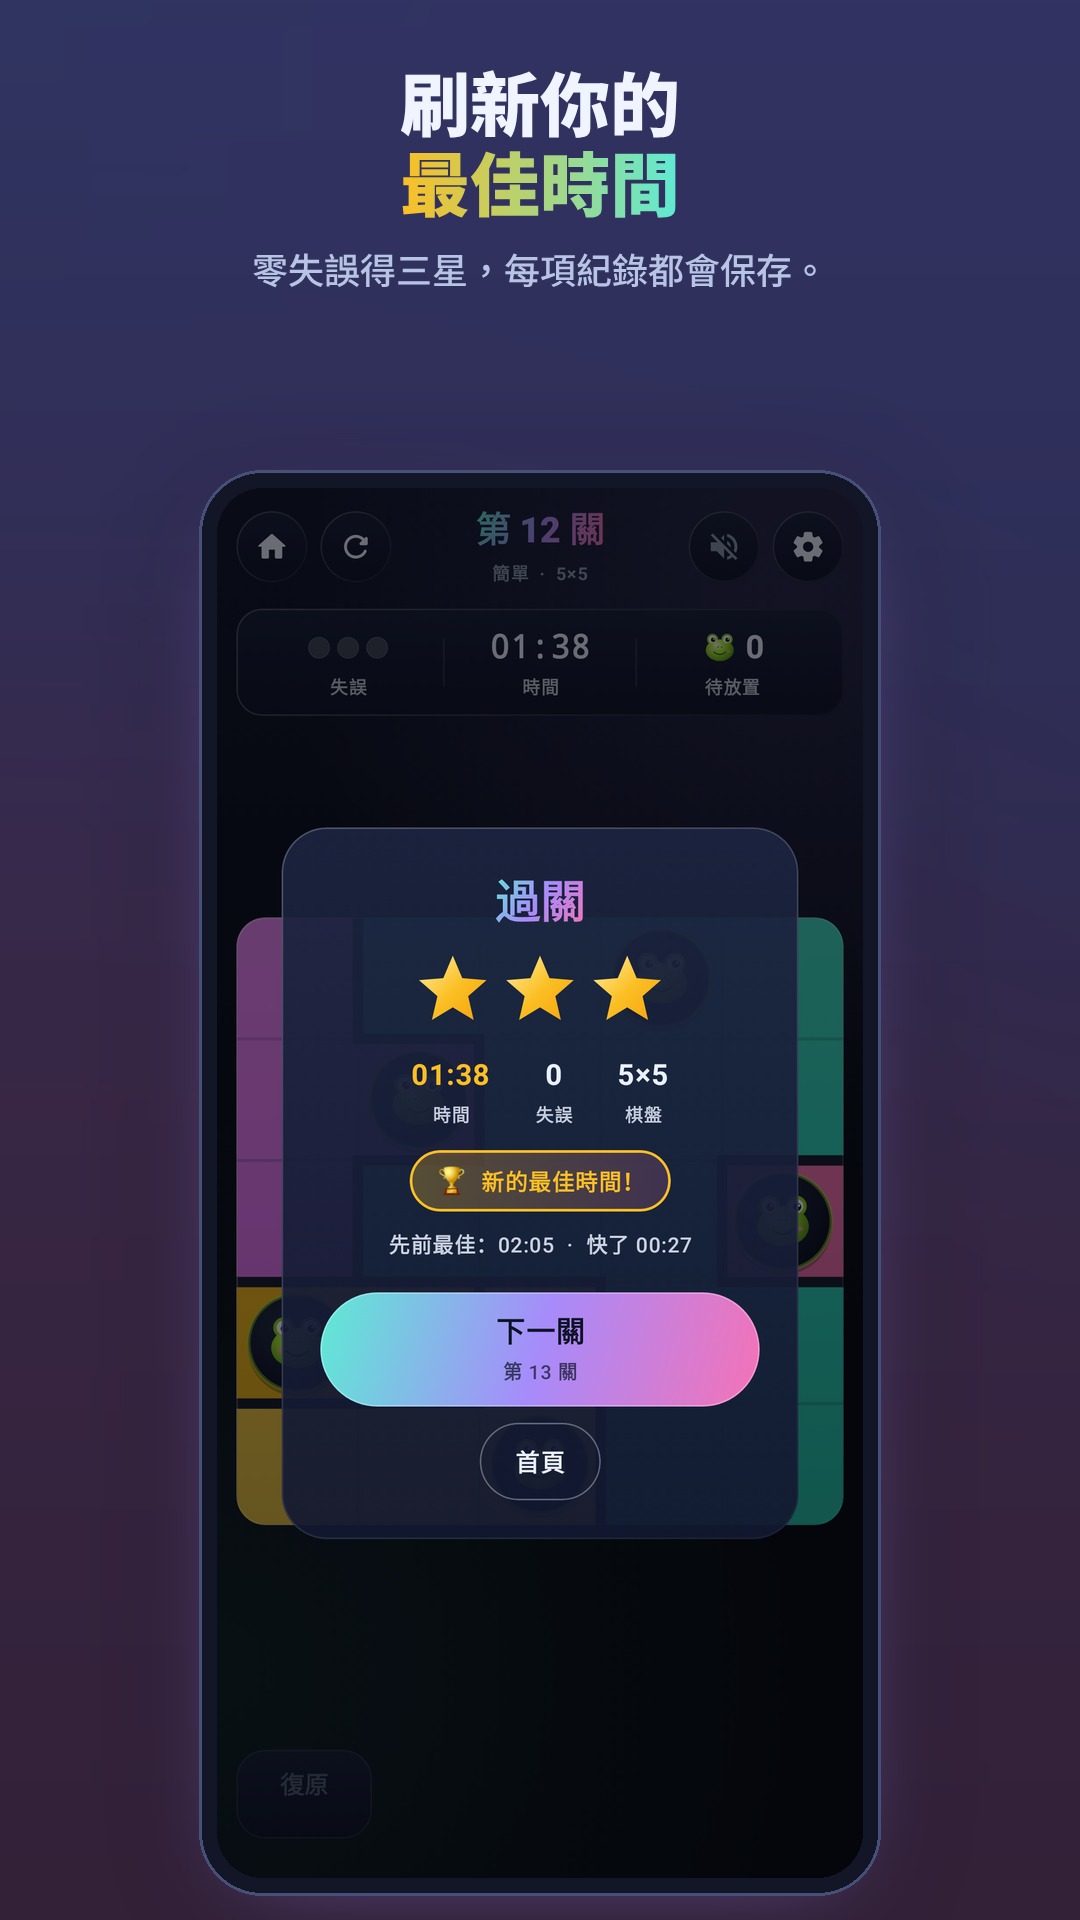 刷新你的
最佳時間
零失誤得三星，每項紀錄都會保存。
第 12 關
簡單 · 5×5
01:38
0
失誤
時間
待放置
過關
01:38
0
5×5
時間
失誤
棋盤
新的最佳時間！
先前最佳：02:05 · 快了 00:27
下一關
第 13 關
首頁
復原